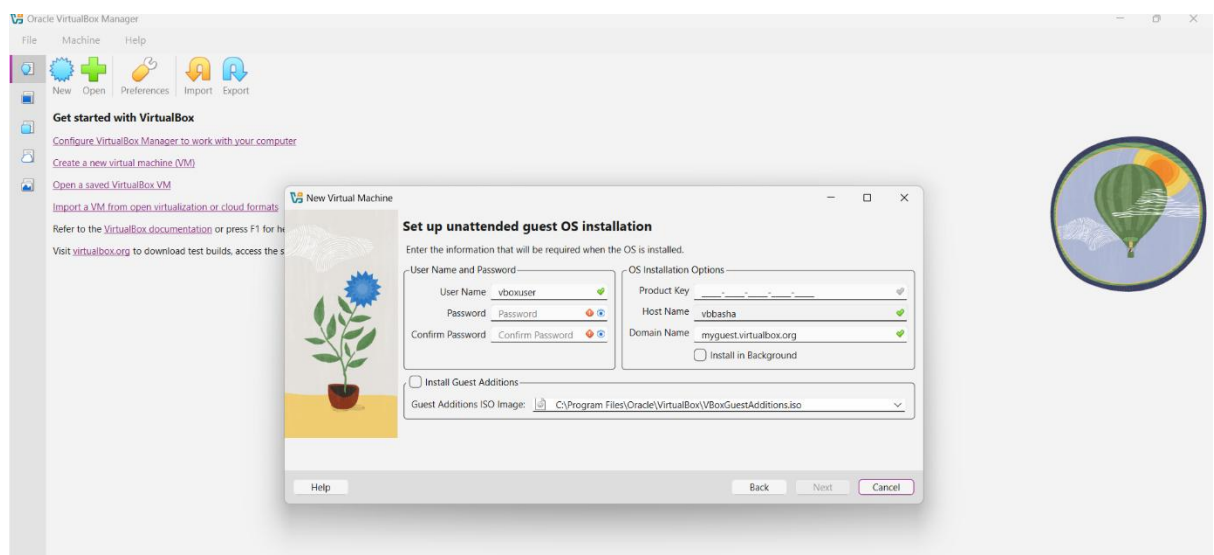 Oracle VirtualBox Manager
File Machine Help
New Open Preferences Import Export
Get started with VirtualBox
Configure VirtualBox Manager to work with your computer
Create a new virtual machine (VM)
Open a saved VirtualBox VM
Import a VM from open virtualization or cloud formats
Refer to the VirtualBox documentation or press F1 for he
Visit virtualbox.org to download test builds, access the s
New Virtual Machine
Set up unattended guest OS installation
Enter the information that will be required when the OS is installed.
User Name and Password
User Name vboxuser
Password Password
Confirm Password Confirm Password
OS Installation Options
Product Key ____-____-____-____-____
Host Name vbbasha
Domain Name myguest.virtualbox.org
Install in Background
Install Guest Additions
Guest Additions ISO Image: C:\Program Files\Oracle\VirtualBox\VBoxGuestAdditions.iso
Help Back Next Cancel